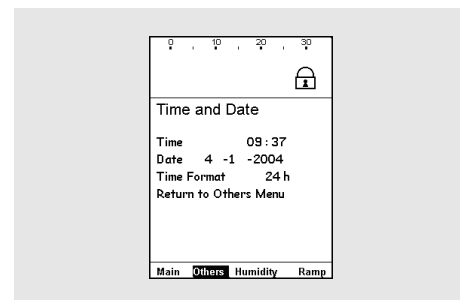 0 10 20 30
Time and Date
Time 09:37
Date 4 -1 -2004
Time Format 24 h
Return to Others Menu
Main Others Humidity Ramp